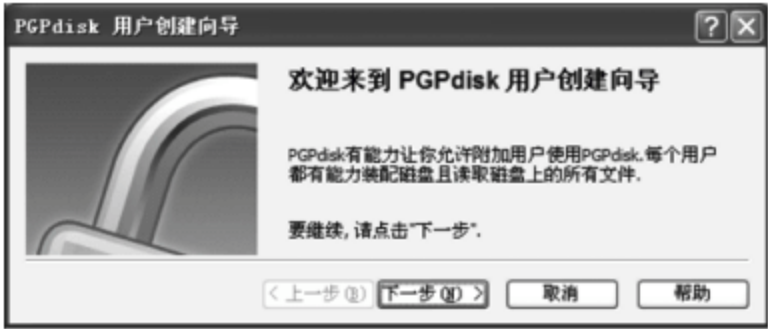 PGPdisk 用户创建向导
欢迎来到 PGPdisk 用户创建向导
PGPdisk有能力让你允许附加用户使用PGPdisk.每个用户
都有能力装配磁盘且读取磁盘上的所有文件.
要继续, 请点击"下一步".
< 上一步(B) 下一步(N) > 取消 帮助